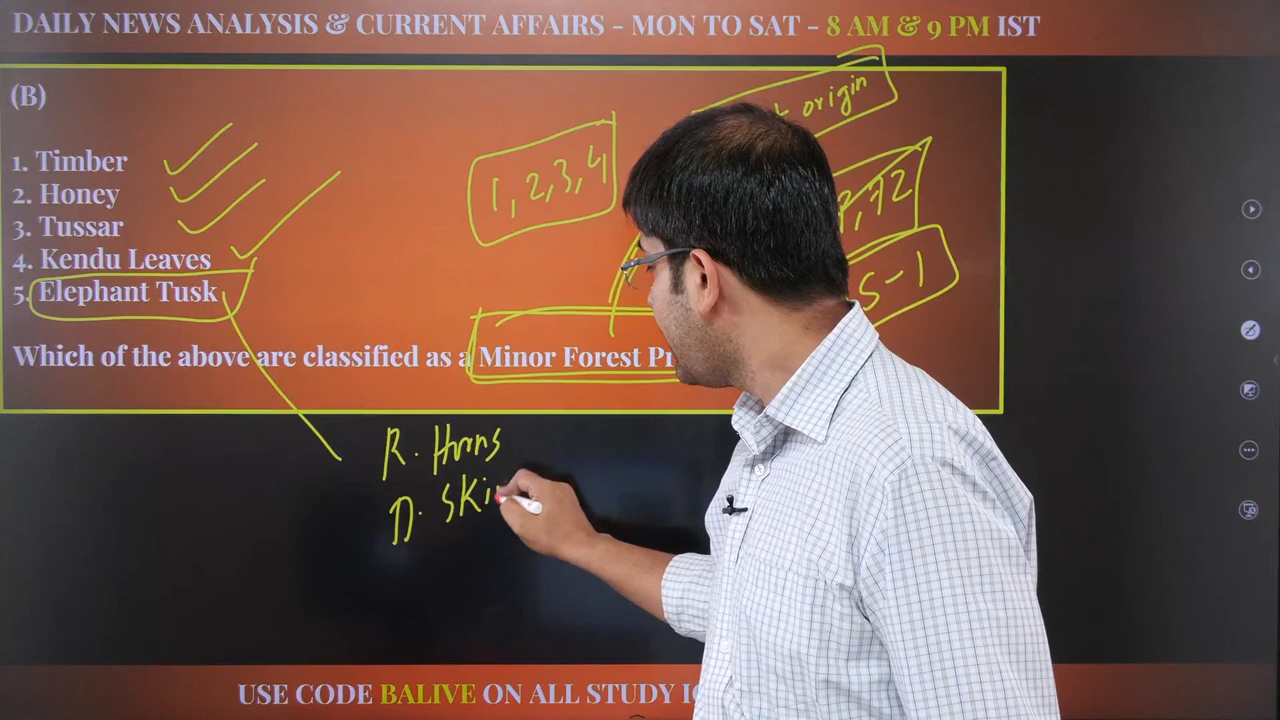 DAILY NEWS ANALYSIS & CURRENT AFFAIRS - MON TO SAT - 8 AM & 9 PM IST
(B)
origin
1. Timber
2. Honey
3. Tussar
4. Kendu Leaves
5. Elephant Tusk
1, 2, 3, 4
, 72
S-1
Which of the above are classified as a Minor Forest
R. Horns
D. Ski
USE CODE BALIVE ON ALL STUDY